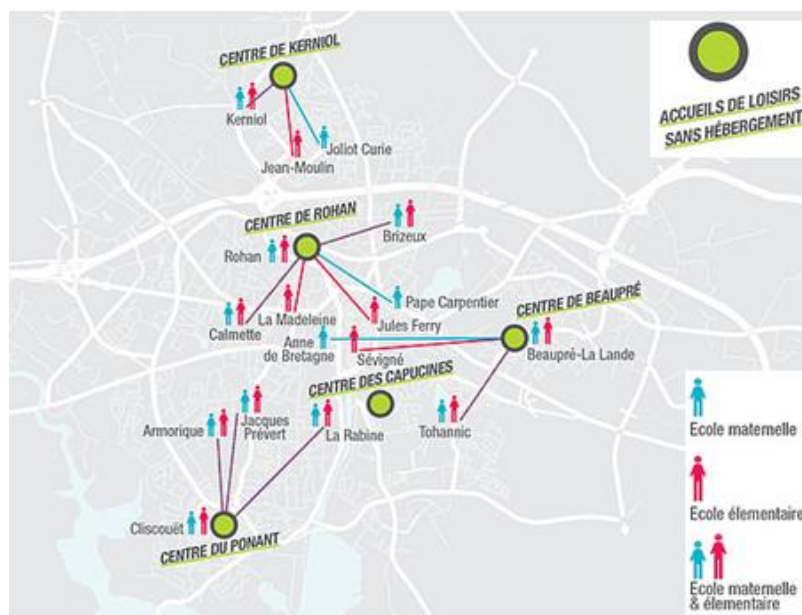 CENTRE DE KERNIOL
Kerniol
Joliot Curie
Jean-Moulin
ACCUEILS DE LOISIRS
SANS HÉBERGEMENT
CENTRE DE ROHAN
Brizeux
Rohan
Pape Carpentier
CENTRE DE BEAUPRÉ
La Madeleine
Jules Ferry
Calmette
Anne
de Bretagne
Sévigné
Beaupré-La Lande
CENTRE DES CAPUCINES
Armorique
Jacques
Prévert
La Rabine
Tohannic
Ecole maternelle
Cliscouët
CENTRE DU PONANT
Ecole élementaire
Ecole maternelle
& élementaire